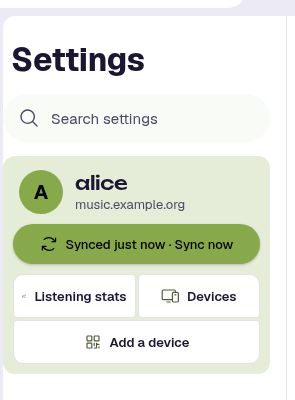 Settings
Search settings
A
alice
music.example.org
Synced just now · Sync now
Listening stats
Devices
Add a device